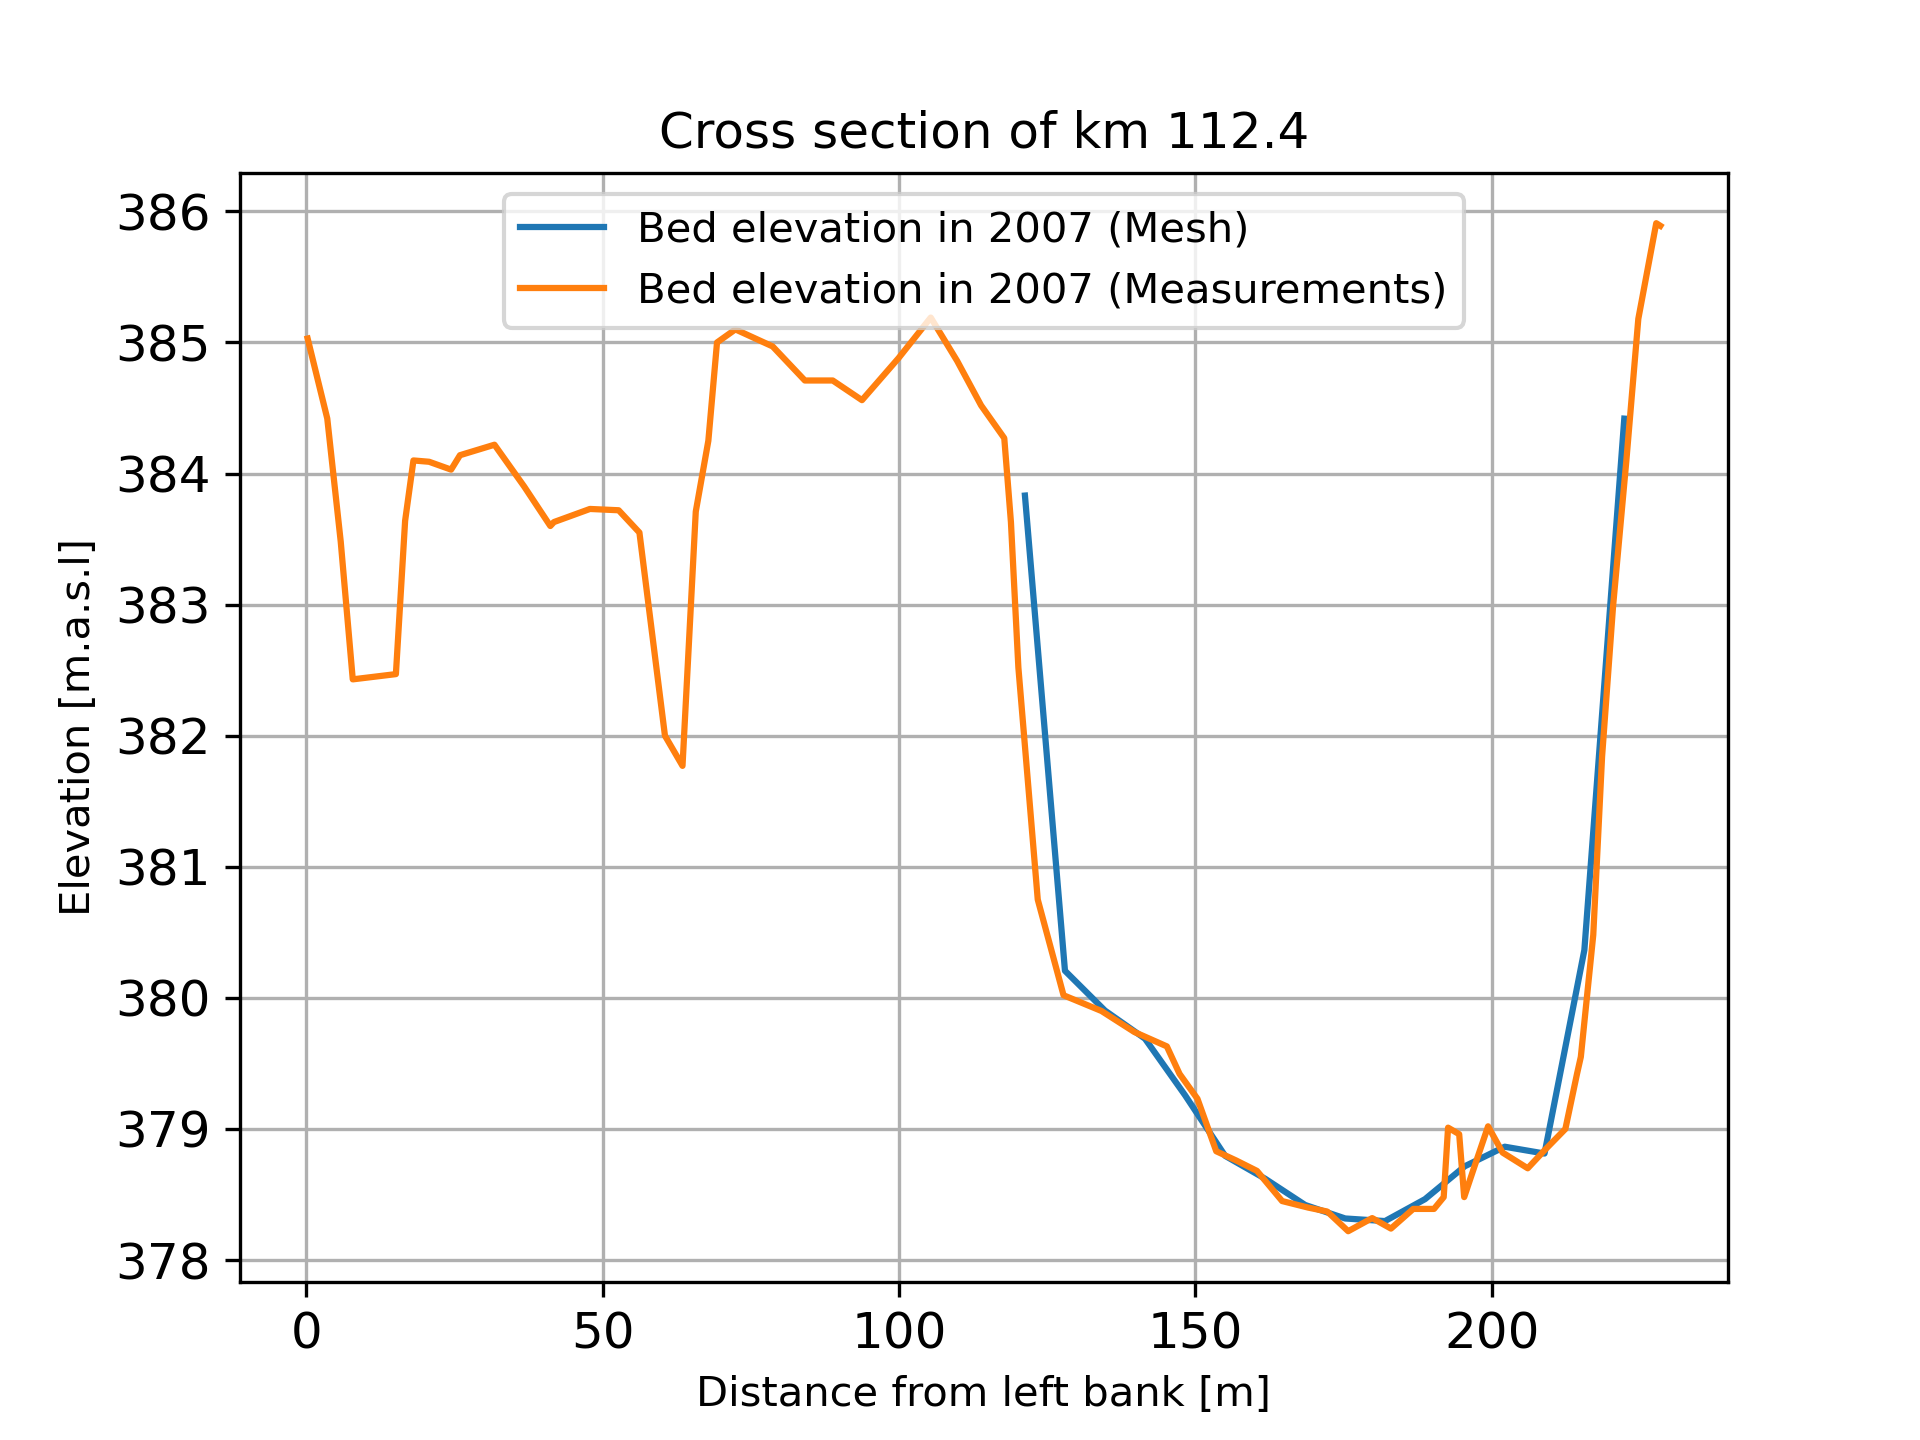 Cross section of km 112.4
Bed elevation in 2007 (Mesh)
Bed elevation in 2007 (Measurements)
Elevation [m.a.s.l]
386
385
384
383
382
381
380
379
378
0 50 100 150 200
Distance from left bank [m]